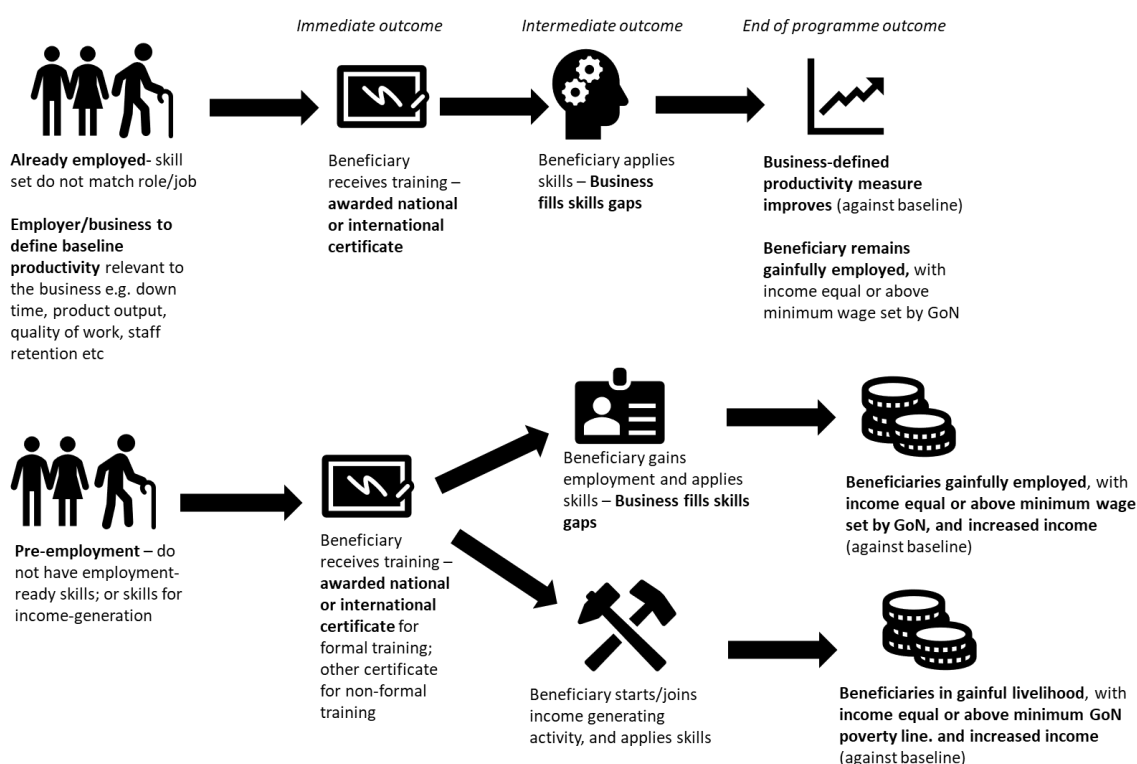 Immediate outcome
Intermediate outcome
End of programme outcome
Already employed- skill
set do not match role/job
Employer/business to
define baseline
productivity relevant to
the business e.g. down
time, product output,
quality of work, staff
retention etc
Beneficiary
receives training –
awarded national
or international
certificate
Beneficiary applies
skills – Business
fills skills gaps
Business-defined
productivity measure
improves (against baseline)
Beneficiary remains
gainfully employed, with
income equal or above
minimum wage set by GoN
Pre-employment – do
not have employment-
ready skills; or skills for
income-generation
Beneficiary
receives training –
awarded national
or international
certificate for
formal training;
other certificate
for non-formal
training
Beneficiary gains
employment and applies
skills – Business fills skills
gaps
Beneficiaries gainfully employed, with
income equal or above minimum wage
set by GoN, and increased income
(against baseline)
Beneficiary starts/joins
income generating
activity, and applies skills
Beneficiaries in gainful livelihood, with
income equal or above minimum GoN
poverty line. and increased income
(against baseline)